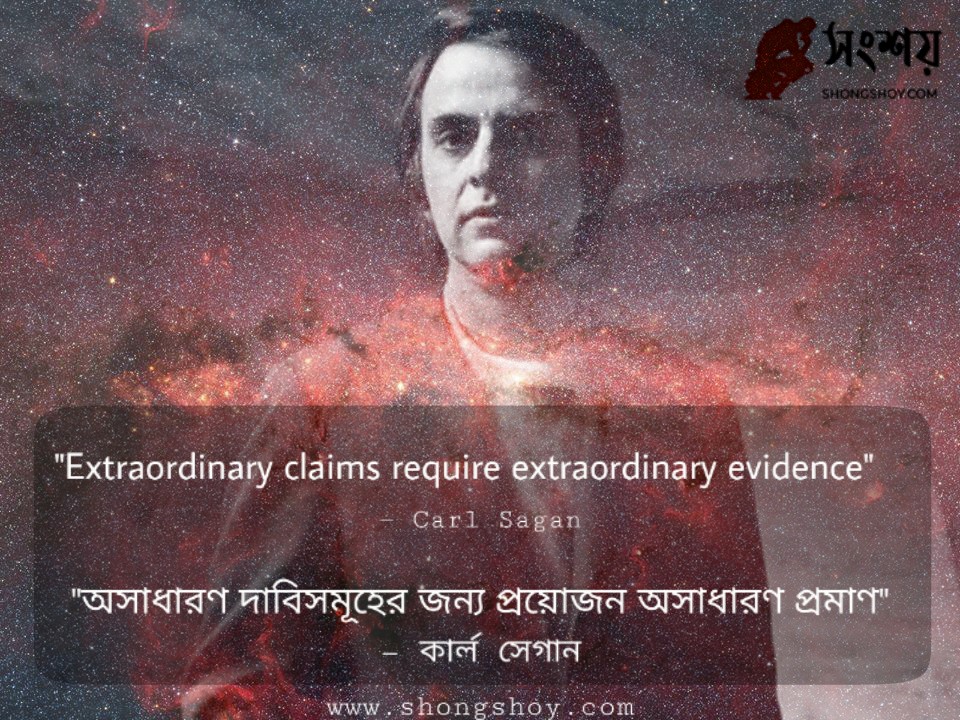 সংশয়
SHONGSHOY.COM
"Extraordinary claims require extraordinary evidence"
– Carl Sagan
"অসাধারণ দাবিসমূহের জন্য প্রয়োজন অসাধারণ প্রমাণ"
– কার্ল সেগান
www.shongshoy.com